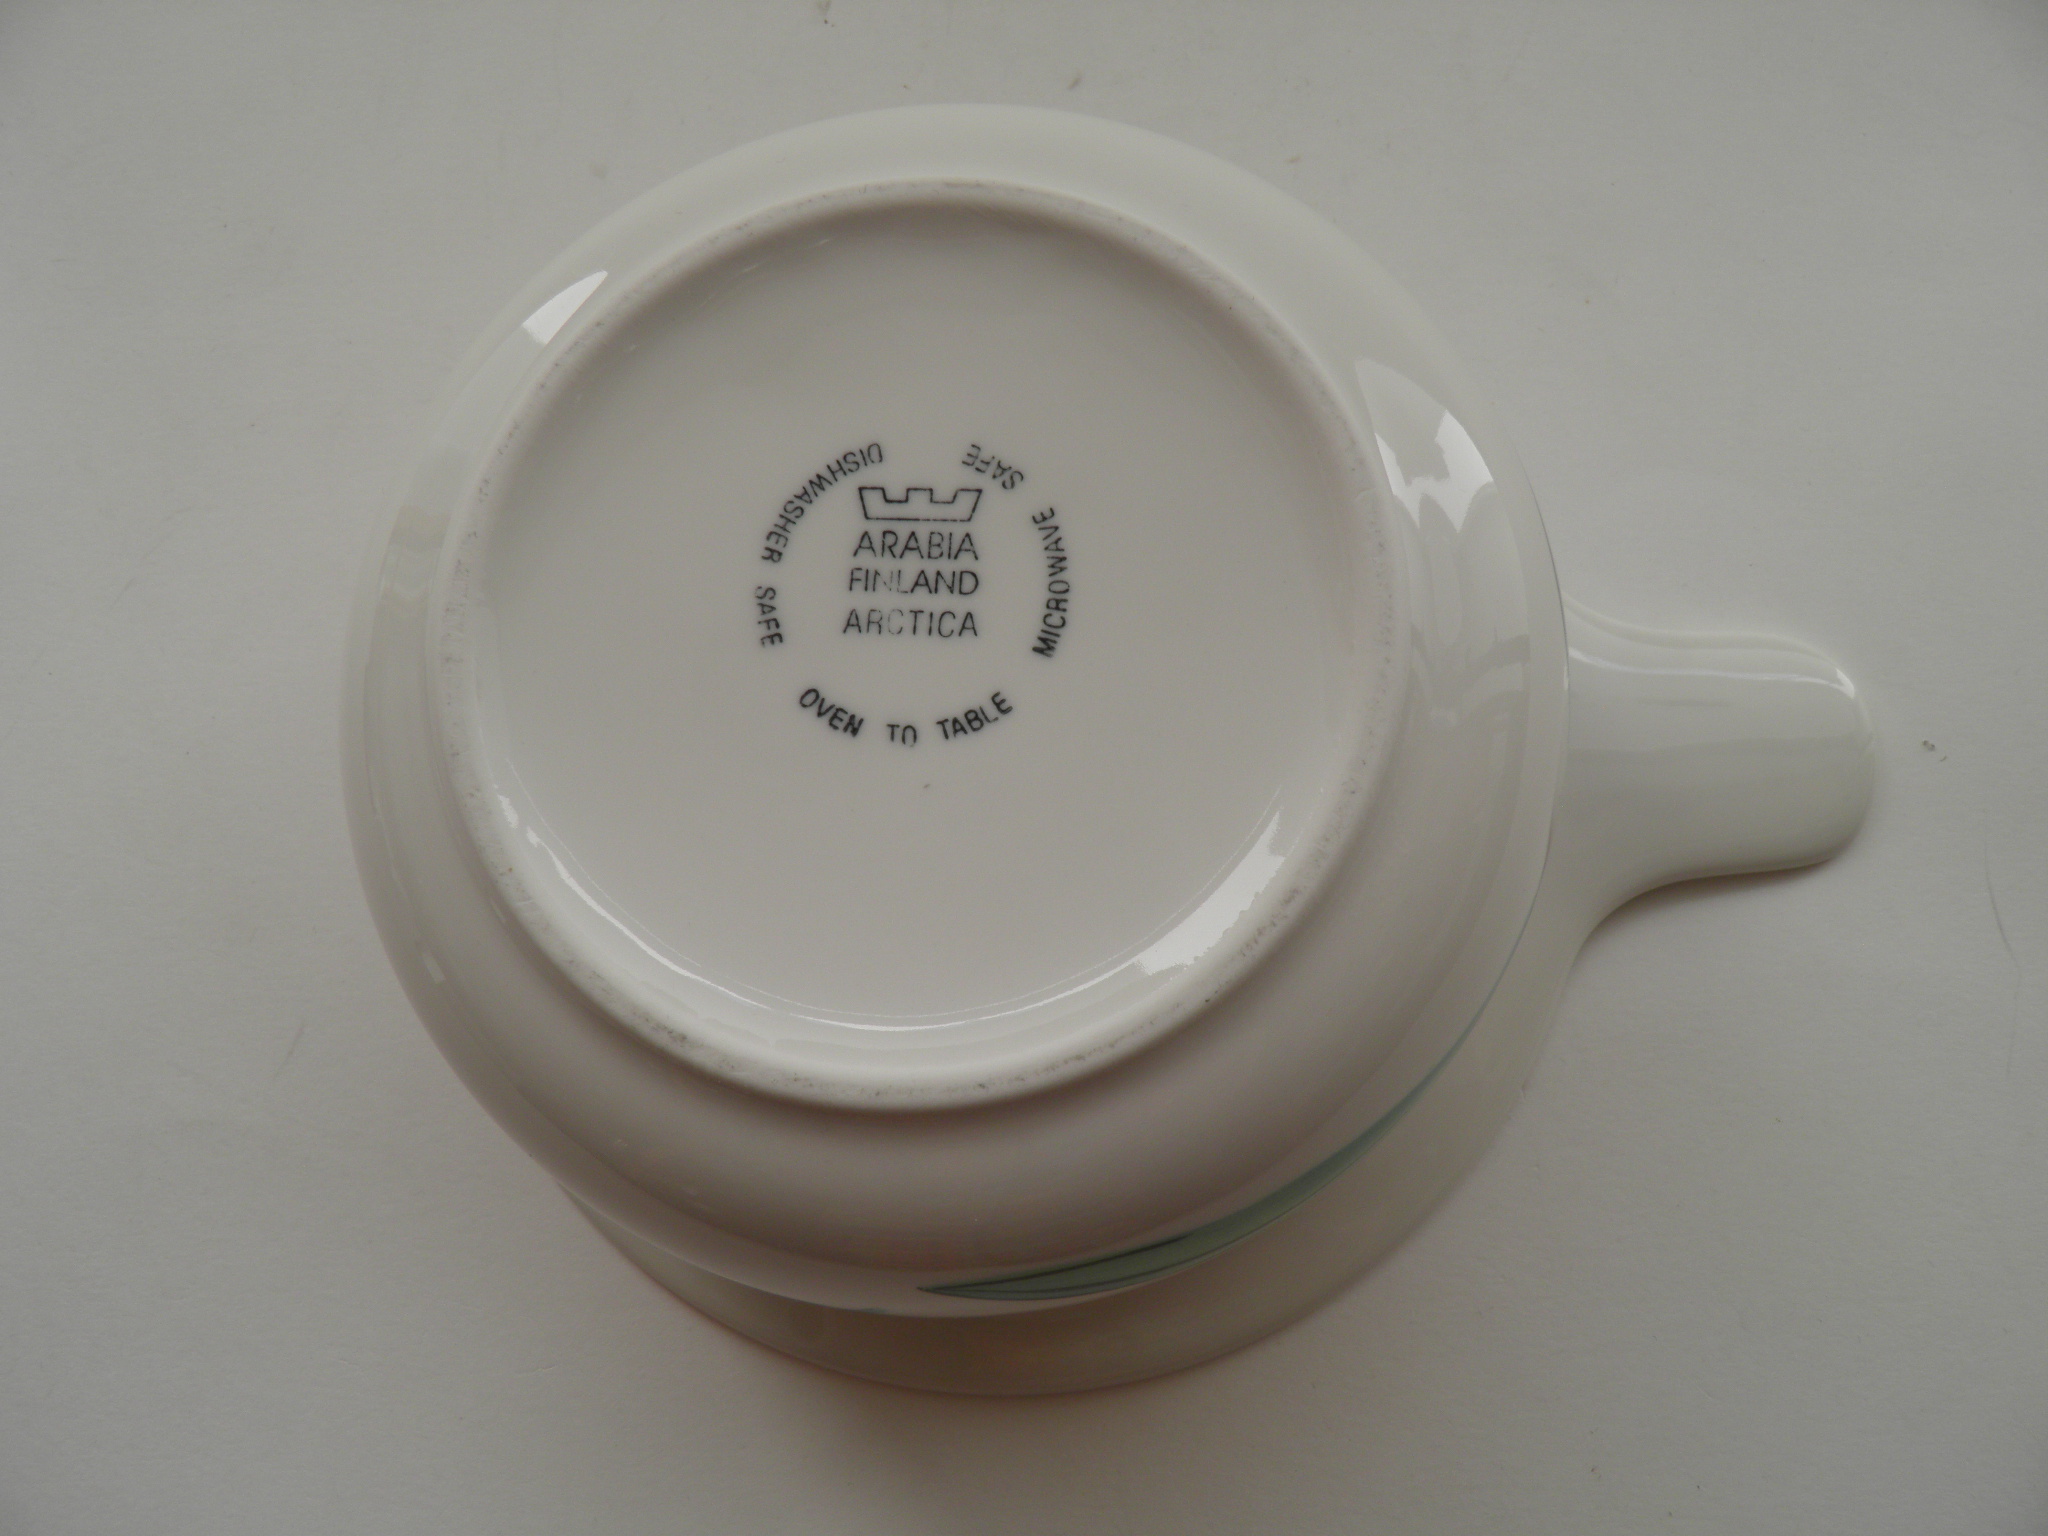 ARABIA
FINLAND
ARCTICA
DISHWASHER SAFE
OVEN TO TABLE
MICROWAVE SAFE